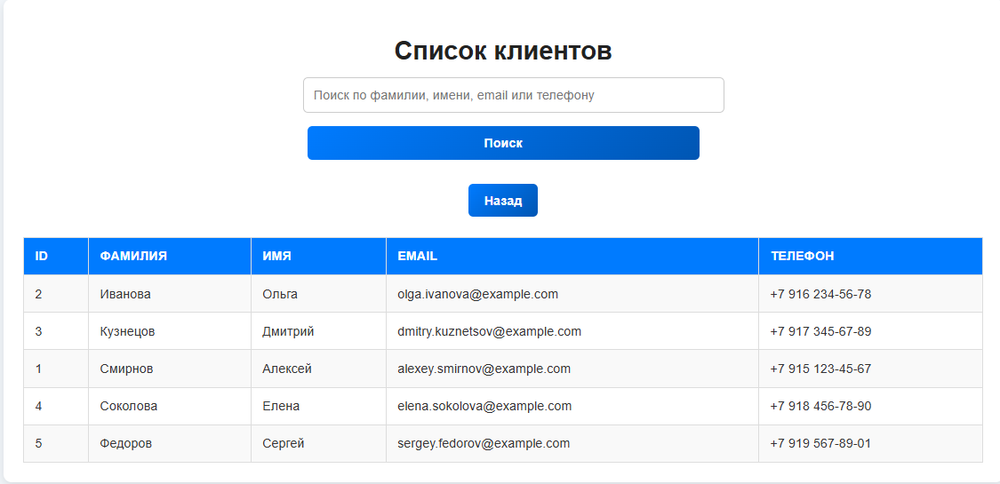 Список клиентов
Поиск по фамилии, имени, email или телефону
Поиск
Назад
ID ФАМИЛИЯ ИМЯ EMAIL ТЕЛЕФОН
2 Иванова Ольга olga.ivanova@example.com +7 916 234-56-78
3 Кузнецов Дмитрий dmitry.kuznetsov@example.com +7 917 345-67-89
1 Смирнов Алексей alexey.smirnov@example.com +7 915 123-45-67
4 Соколова Елена elena.sokolova@example.com +7 918 456-78-90
5 Федоров Сергей sergey.fedorov@example.com +7 919 567-89-01